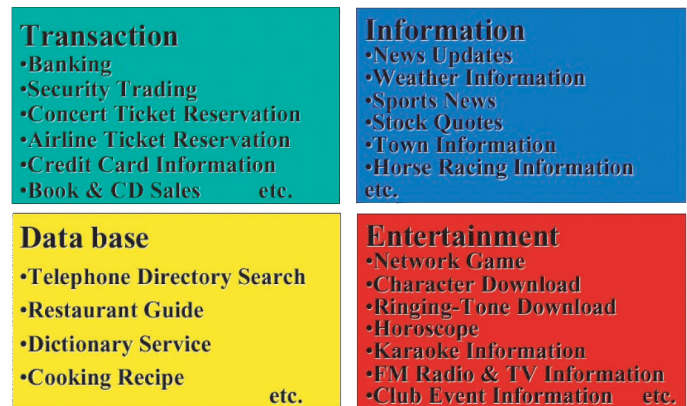 Transaction
•Banking
•Security Trading
•Concert Ticket Reservation
•Airline Ticket Reservation
•Credit Card Information
•Book & CD Sales etc.
Information
•News Updates
•Weather Information
•Sports News
•Stock Quotes
•Town Information
•Horse Racing Information
etc.
Data base
•Telephone Directory Search
•Restaurant Guide
•Dictionary Service
•Cooking Recipe
etc.
Entertainment
•Network Game
•Character Download
•Ringing-Tone Download
•Horoscope
•Karaoke Information
•FM Radio & TV Information
•Club Event Information etc.